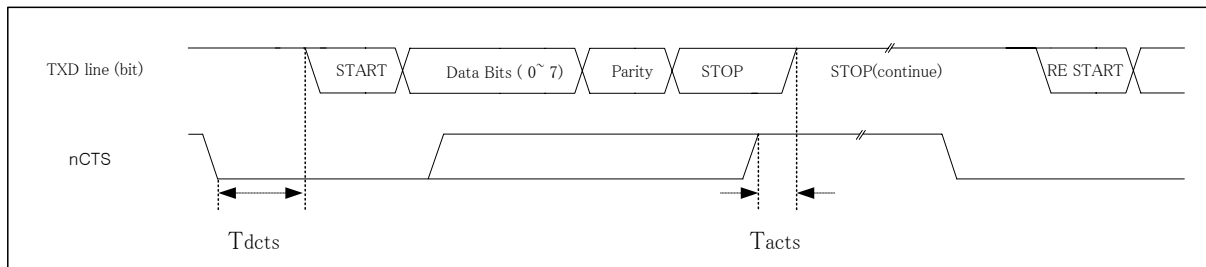 TXD line (bit) START Data Bits ( 0~ 7) Parity STOP STOP(continue) RE START
nCTS
Tdcts Tacts